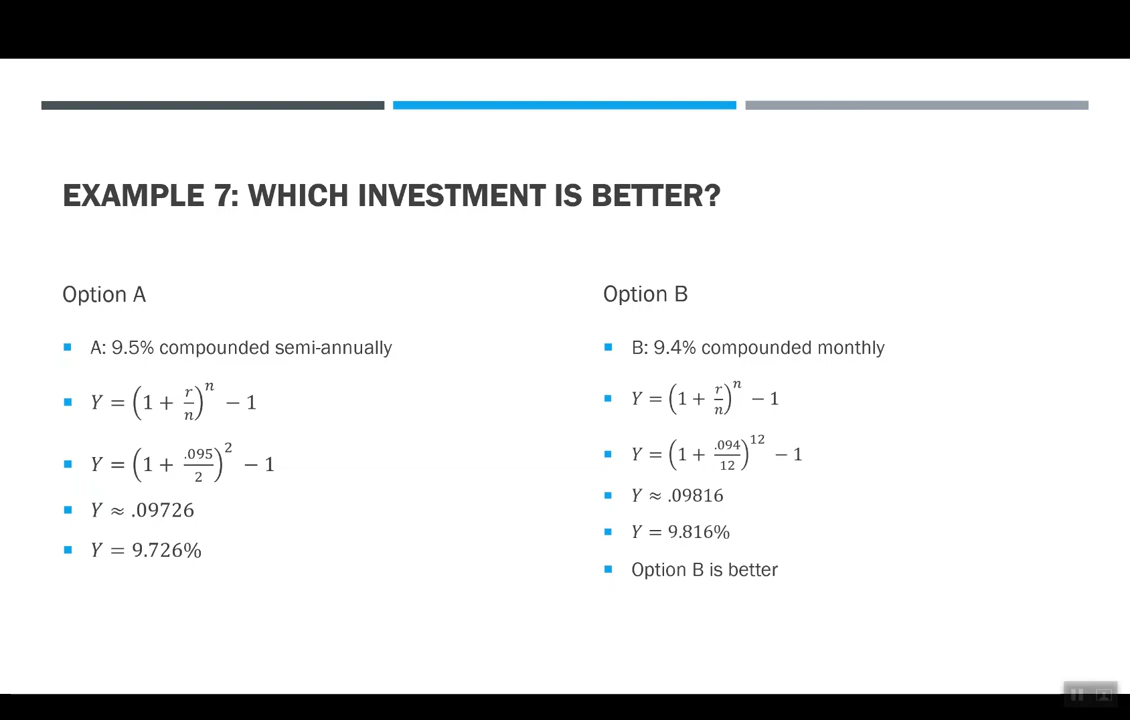 EXAMPLE 7: WHICH INVESTMENT IS BETTER?
Option A
A: 9.5% compounded semi-annually
Y = (1 + r/n)^n − 1
Y = (1 + .095/2)^2 − 1
Y ≈ .09726
Y = 9.726%
Option B
B: 9.4% compounded monthly
Y = (1 + r/n)^n − 1
Y = (1 + .094/12)^12 − 1
Y ≈ .09816
Y = 9.816%
Option B is better